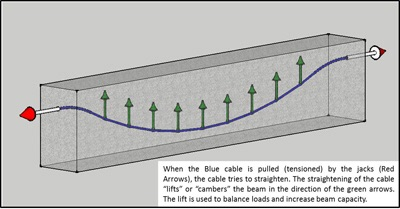 When the Blue cable is pulled (tensioned) by the jacks (Red
Arrows), the cable tries to straighten. The straightening of the cable
“lifts” or “cambers” the beam in the direction of the green arrows.
The lift is used to balance loads and increase beam capacity.